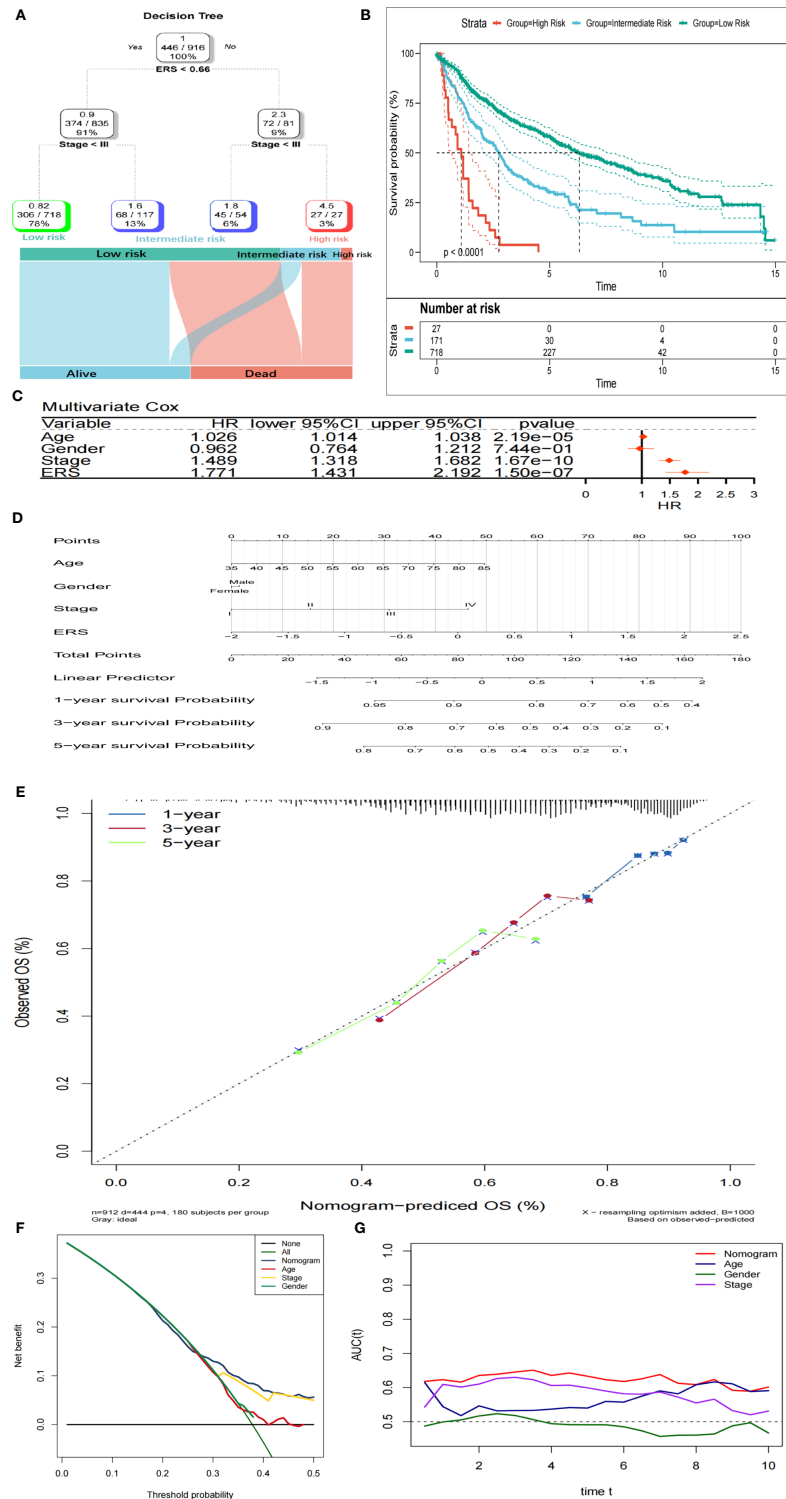 A
Decision Tree
Yes
No
1
446 / 916
100%
ERS < 0.66
0.9
374 / 835
91%
Stage < III
2.3
72 / 81
9%
Stage < III
0.82
306 / 718
78%
1.6
68 / 117
13%
1.8
45 / 54
6%
4.5
27 / 27
3%
Low risk
Intermediate risk
High risk
Low risk
Intermediate risk
High risk
Alive
Dead
B
Strata
Group=High Risk
Group=Intermediate Risk
Group=Low Risk
Survival probability (%)
100
75
50
25
0
p < 0.0001
0 5 10 15
Time
Number at risk
Strata
27 0 0 0
171 30 4 0
718 227 42 0
0 5 10 15
Time
C
Multivariate Cox
Variable HR lower 95%CI upper 95%CI pvalue
Age 1.026 1.014 1.038 2.19e−05
Gender 0.962 0.764 1.212 7.44e−01
Stage 1.489 1.318 1.682 1.67e−10
ERS 1.771 1.431 2.192 1.50e−07
0 1 1.5 2 2.5 3
HR
D
Points
0 10 20 30 40 50 60 70 80 90 100
Age
35 40 45 50 55 60 65 70 75 80 85
Gender
Male
Female
Stage
I II III IV
ERS
−2 −1.5 −1 −0.5 0 0.5 1 1.5 2 2.5
Total Points
0 20 40 60 80 100 120 140 160 180
Linear Predictor
−1.5 −1 −0.5 0 0.5 1 1.5 2
1−year survival Probability
0.95 0.9 0.8 0.7 0.6 0.5 0.4
3−year survival Probability
0.9 0.8 0.7 0.6 0.5 0.4 0.3 0.2 0.1
5−year survival Probability
0.8 0.7 0.6 0.5 0.4 0.3 0.2 0.1
E
1−year
3−year
5−year
Observed OS (%)
1.0
0.8
0.6
0.4
0.2
0.0
0.0 0.2 0.4 0.6 0.8 1.0
Nomogram−prediced OS (%)
n=912 d=444 p=4, 180 subjects per group
Gray: ideal
X − resampling optimism added, B=1000
Based on observed−predicted
F
None
All
Nomogram
Age
Stage
Gender
Net benefit
0.3
0.2
0.1
0.0
0.0 0.1 0.2 0.3 0.4 0.5
Threshold probability
G
Nomogram
Age
Gender
Stage
AUC(t)
1.0
0.9
0.8
0.7
0.6
0.5
2 4 6 8 10
time t